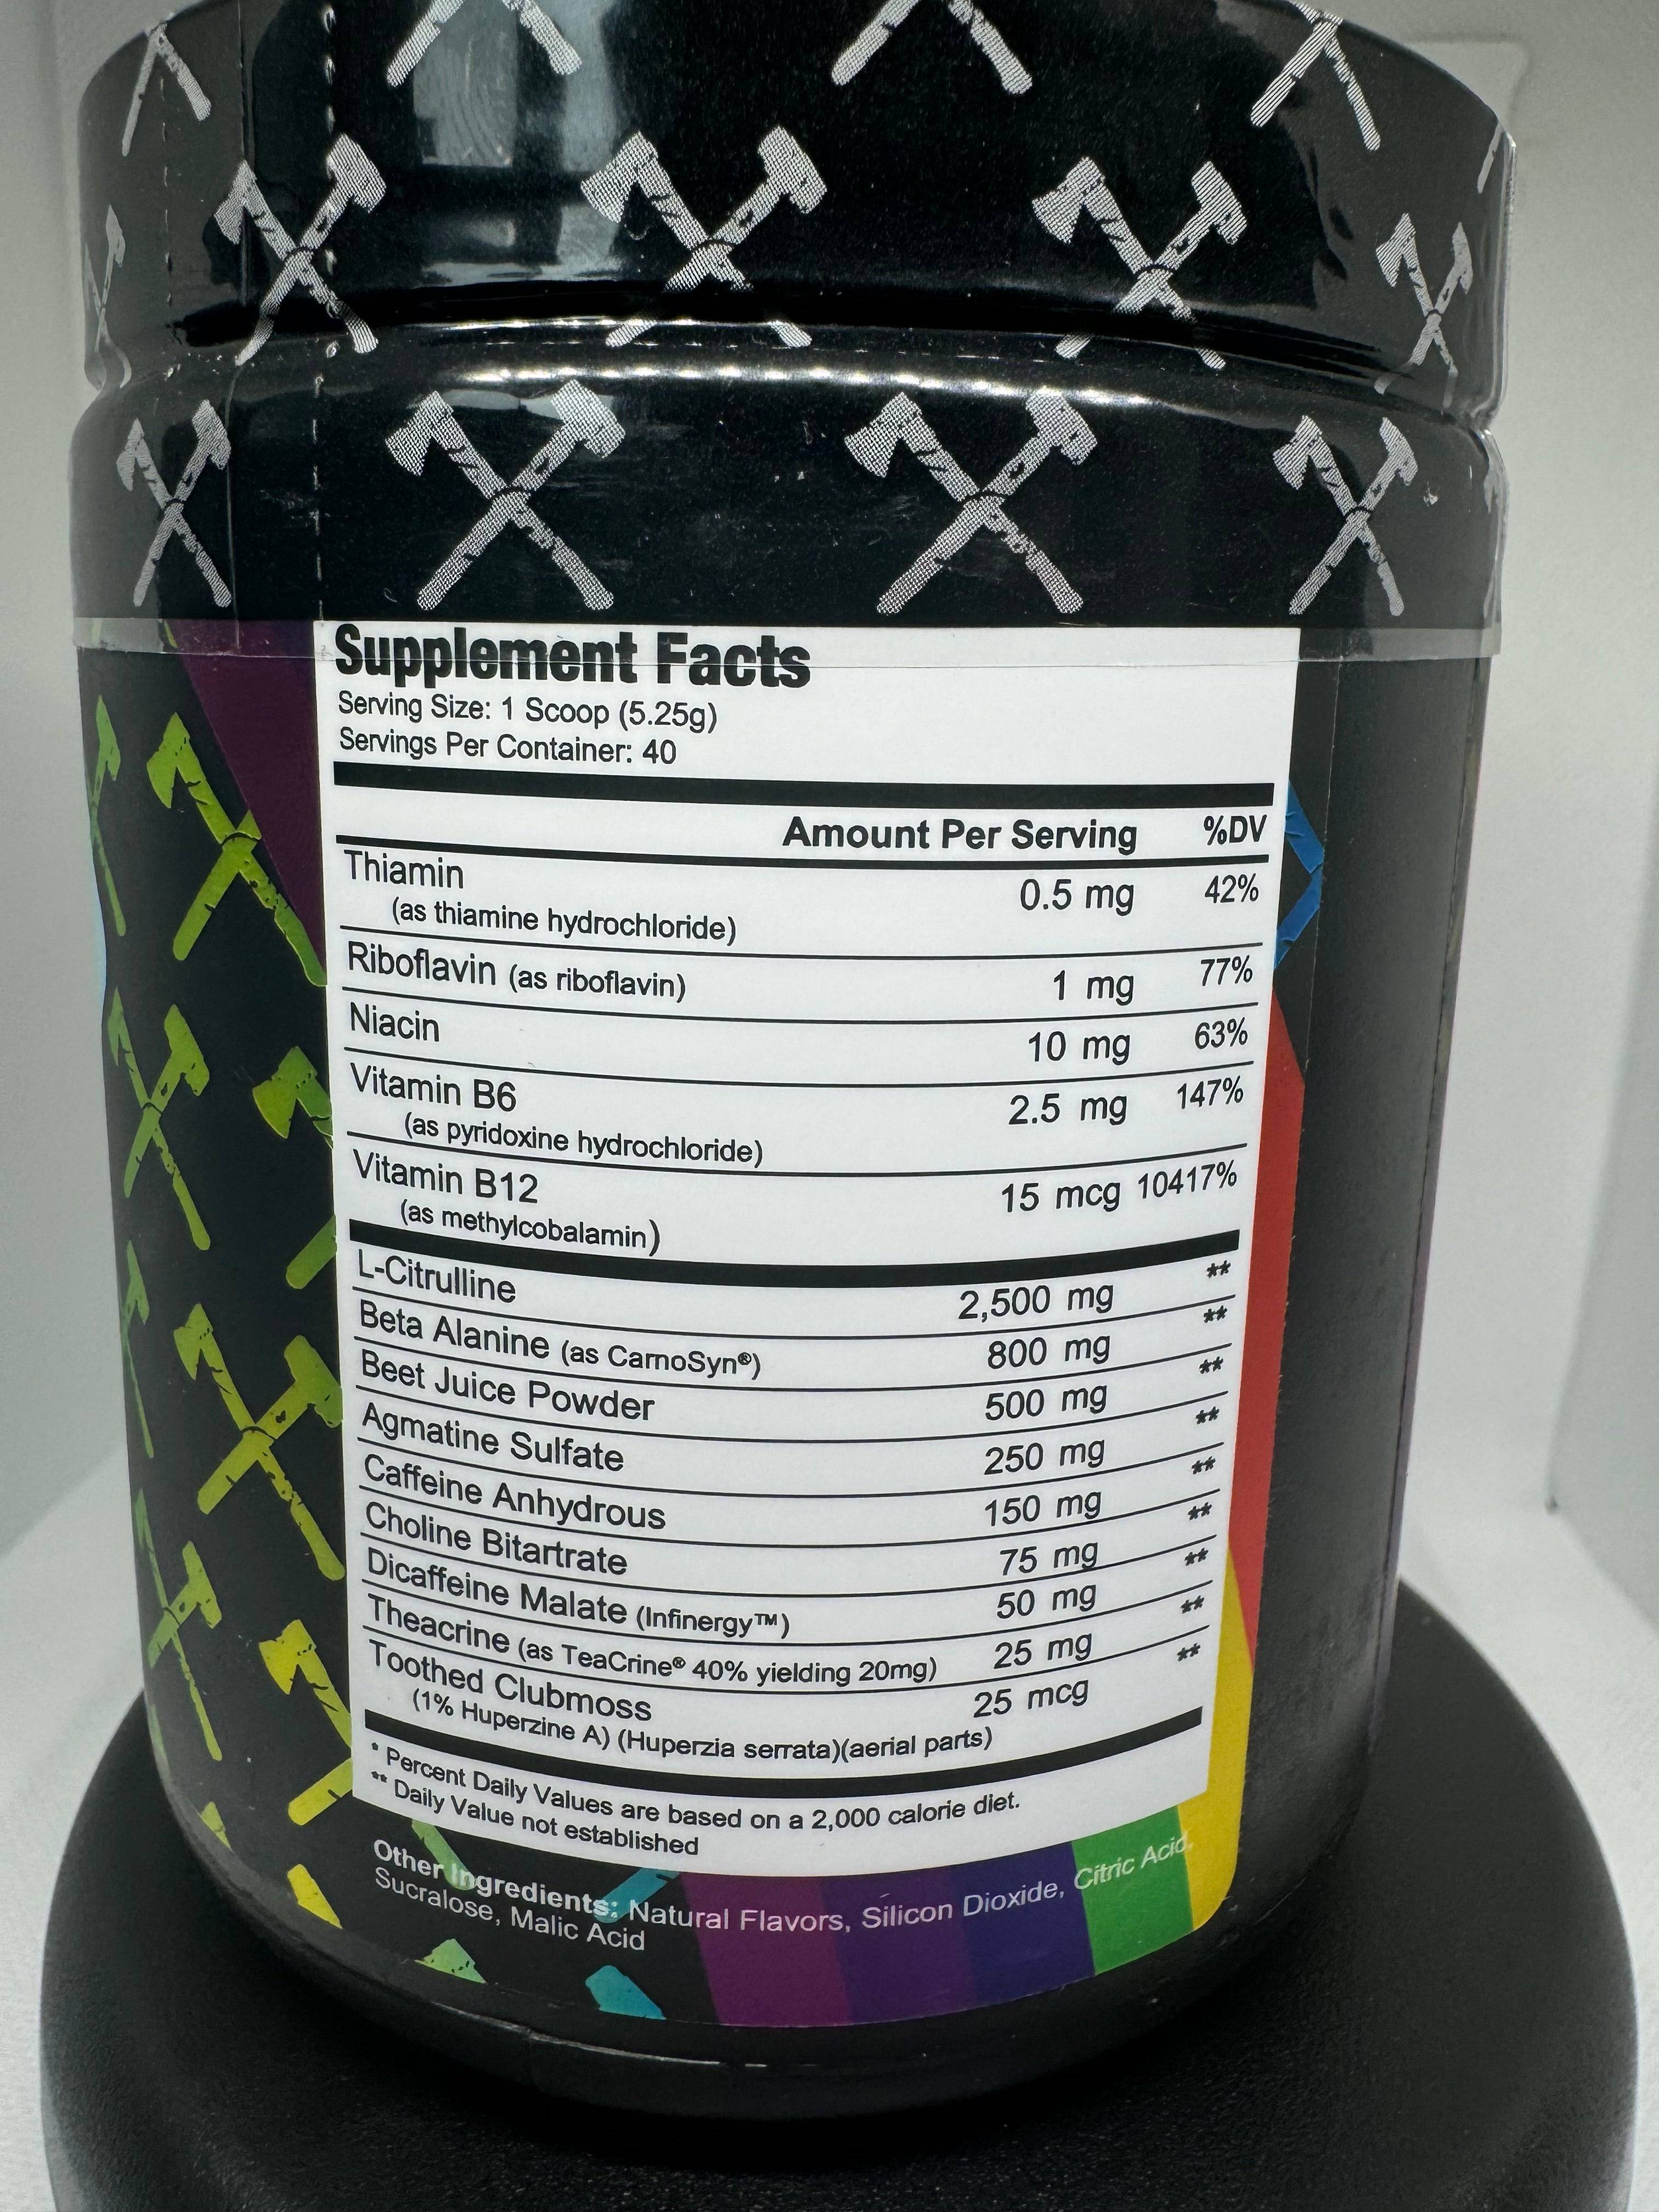 Supplement Facts
Serving Size: 1 Scoop (5.25g)
Servings Per Container: 40
Amount Per Serving %DV
Thiamin 0.5 mg 42%
(as thiamine hydrochloride)
Riboflavin (as riboflavin) 1 mg 77%
Niacin 10 mg 63%
Vitamin B6 2.5 mg 147%
(as pyridoxine hydrochloride)
Vitamin B12 15 mcg 10417%
(as methylcobalamin)
L-Citrulline 2,500 mg **
Beta Alanine (as CarnoSyn®) 800 mg **
Beet Juice Powder 500 mg **
Agmatine Sulfate 250 mg **
Caffeine Anhydrous 150 mg **
Choline Bitartrate 75 mg **
Dicaffeine Malate (Infinergy™) 50 mg **
Theacrine (as TeaCrine® 40% yielding 20mg) 25 mg **
Toothed Clubmoss 25 mcg **
(1% Huperzine A) (Huperzia serrata)(aerial parts)
* Percent Daily Values are based on a 2,000 calorie diet.
** Daily Value not established
Other Ingredients: Natural Flavors, Silicon Dioxide, Citric Acid,
Sucralose, Malic Acid